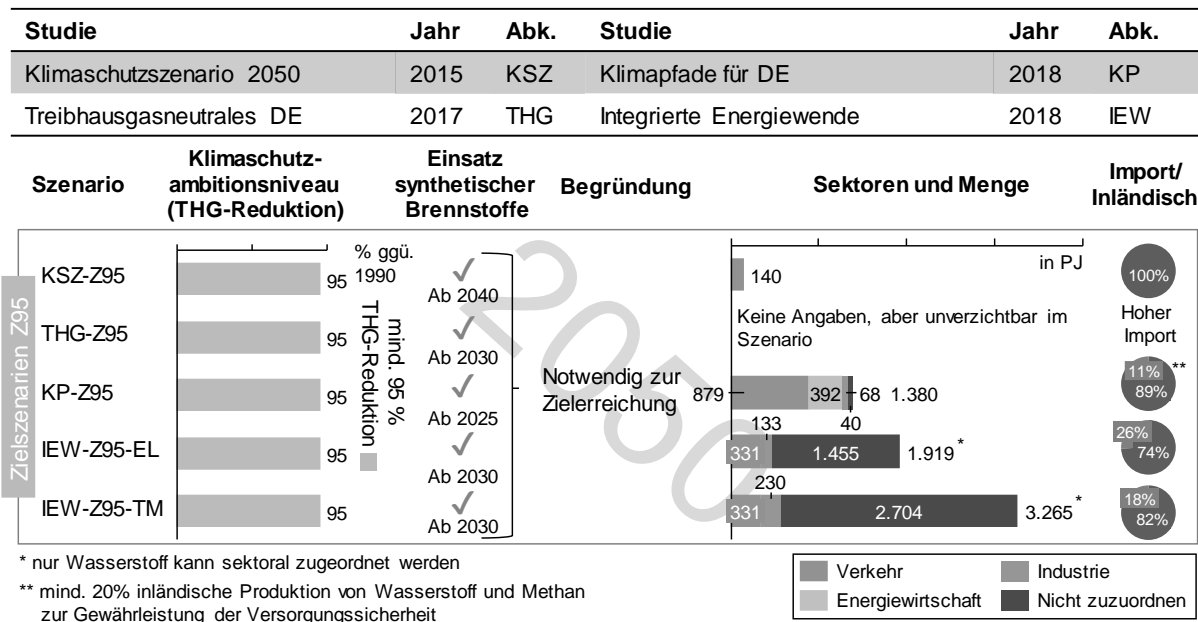 Studie Jahr Abk. Studie Jahr Abk.
Klimaschutzszenario 2050 2015 KSZ Klimapfade für DE 2018 KP
Treibhausgasneutrales DE 2017 THG Integrierte Energiewende 2018 IEW
Szenario
Klimaschutz-
ambitionsniveau
(THG-Reduktion)
Einsatz
synthetischer
Brennstoffe
Begründung
Sektoren und Menge
Import/
Inländisch
Zielszenarien Z95
% ggü.
1990
mind. 95 %
THG-Reduktion
2050
in PJ
KSZ-Z95 95 Ab 2040 140 100%
THG-Z95 95 Ab 2030
Keine Angaben, aber unverzichtbar im
Szenario
Hoher
Import
KP-Z95 95 Ab 2025 879 392 68 40 1.380 11% 89% **
Notwendig zur
Zielerreichung
IEW-Z95-EL 95 Ab 2030 331 133 1.455 1.919 * 26% 74%
IEW-Z95-TM 95 Ab 2030 331 230 2.704 3.265 * 18% 82%
* nur Wasserstoff kann sektoral zugeordnet werden
** mind. 20% inländische Produktion von Wasserstoff und Methan
zur Gewährleistung der Versorgungssicherheit
Verkehr Industrie
Energiewirtschaft Nicht zuzuordnen